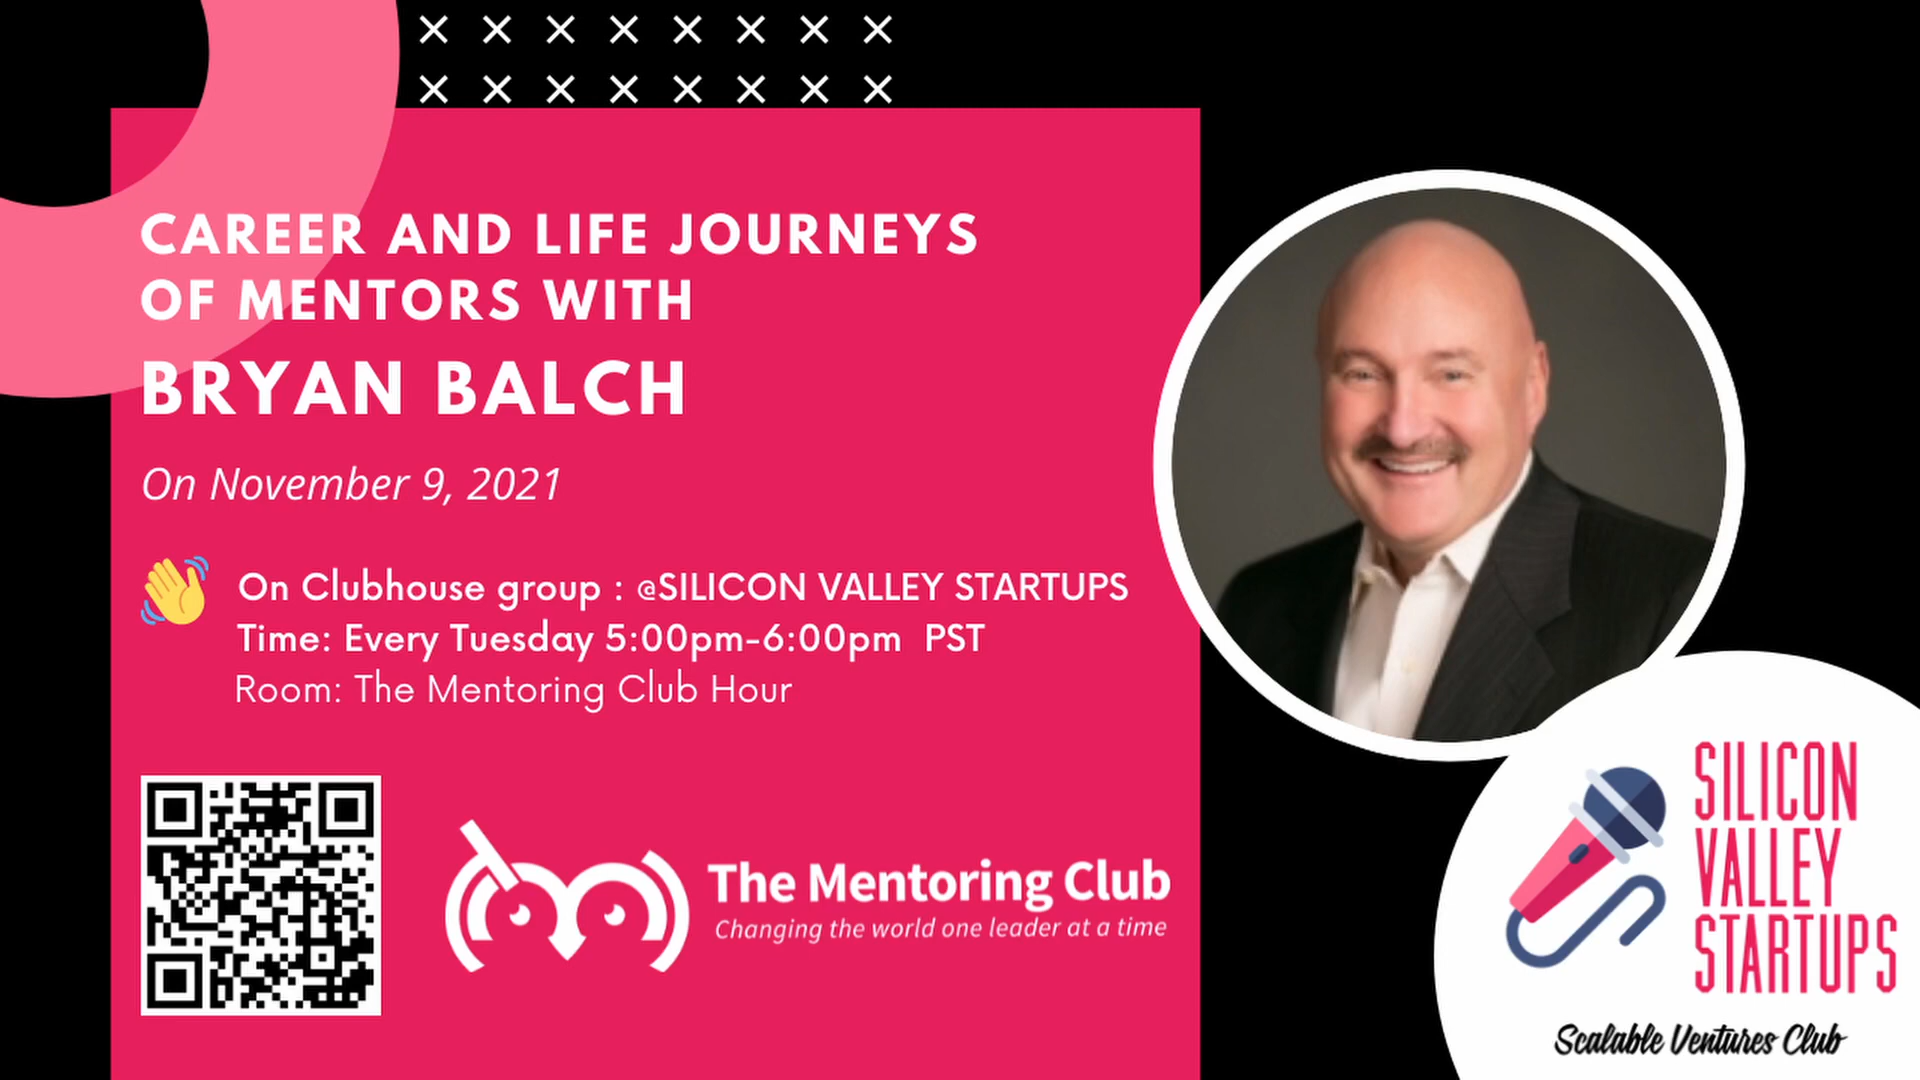 CAREER AND LIFE JOURNEYS
OF MENTORS WITH
BRYAN BALCH
On November 9, 2021
On Clubhouse group : @SILICON VALLEY STARTUPS
Time: Every Tuesday 5:00pm-6:00pm PST
Room: The Mentoring Club Hour
The Mentoring Club
Changing the world one leader at a time
SILICON
VALLEY
STARTUPS
Scalable Ventures Club